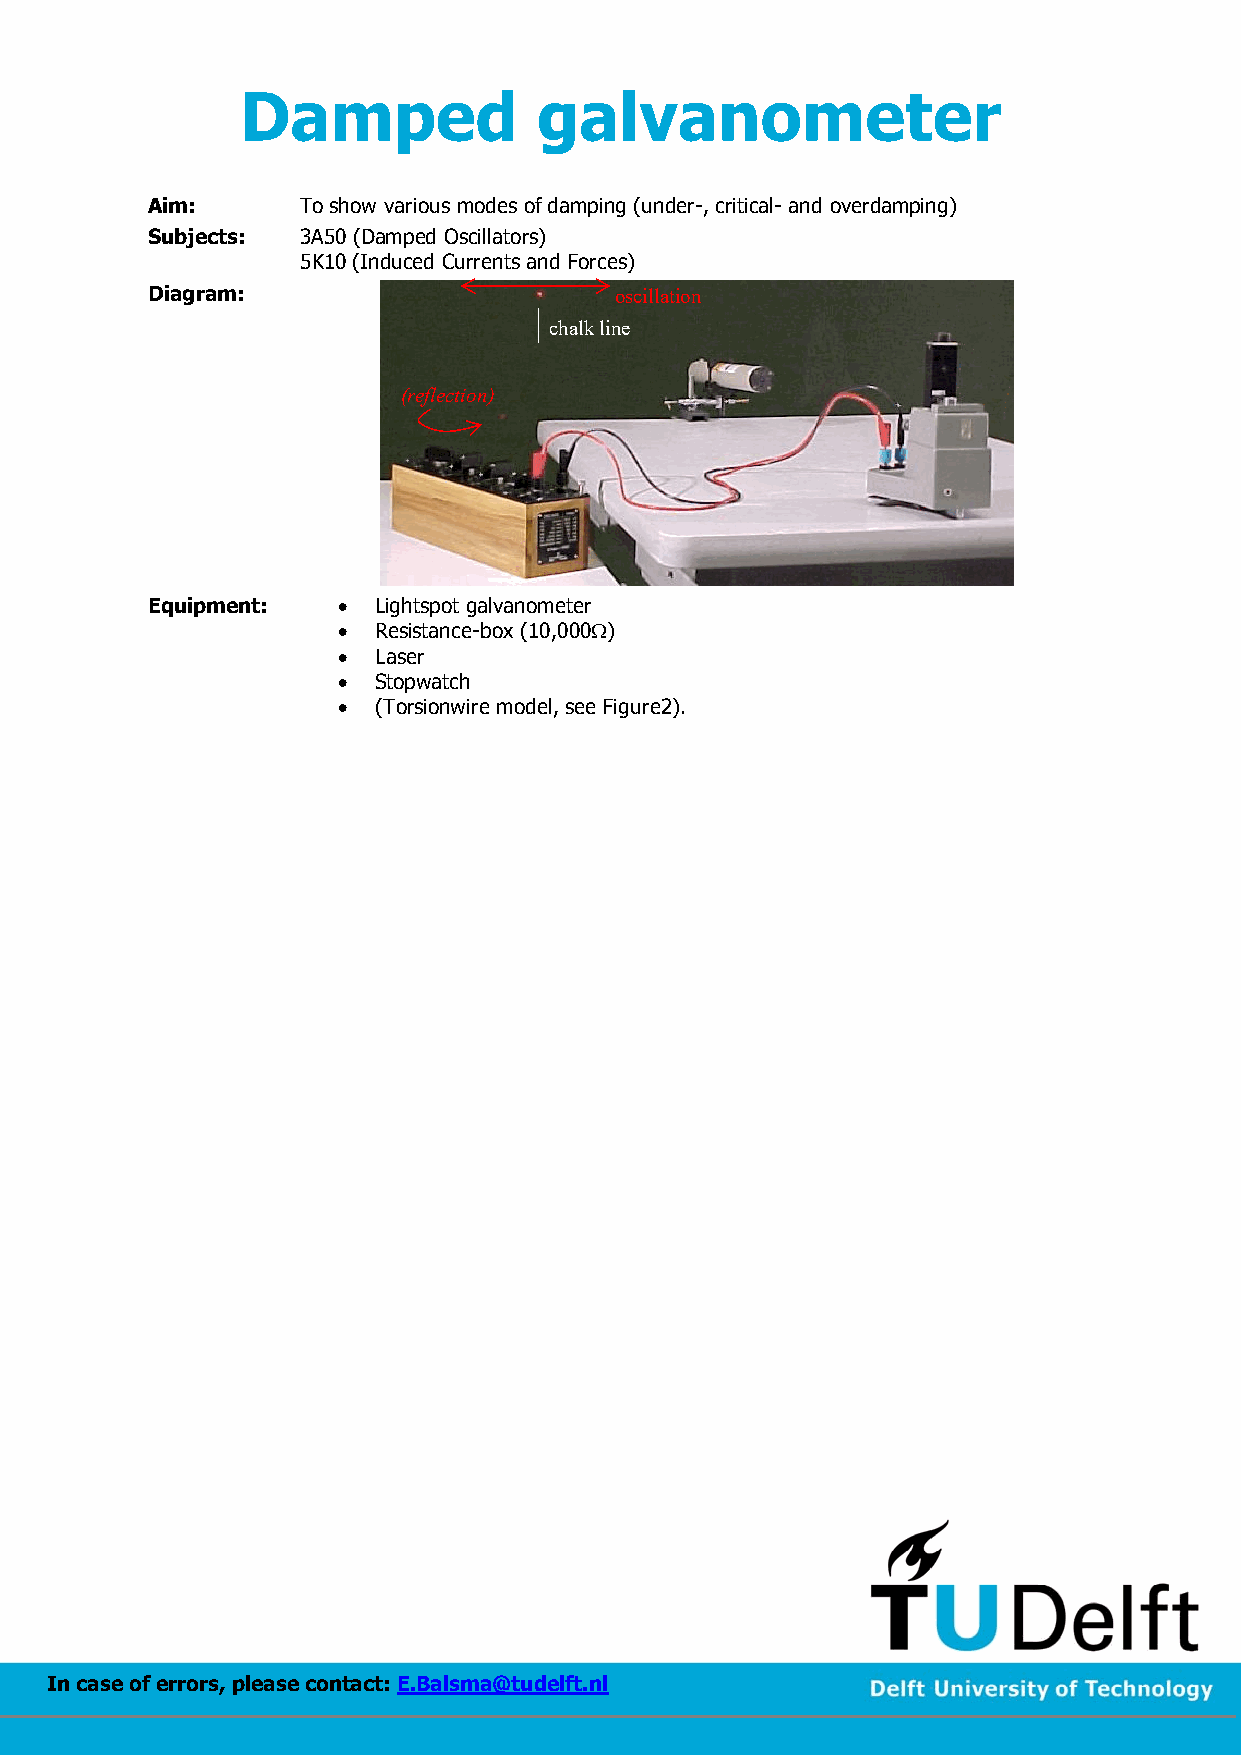 Damped galvanometer
Aim: To show various modes of damping (under-, critical- and overdamping)
Subjects: 3A50 (Damped Oscillators)
5K10 (Induced Currents and Forces)
Diagram:
oscillation
chalk line
(reflection)
Equipment: • Lightspot galvanometer
• Resistance-box (10,000Ω)
• Laser
• Stopwatch
• (Torsionwire model, see Figure2).
TUDelft
In case of errors, please contact: E.Balsma@tudelft.nl
Delft University of Technology